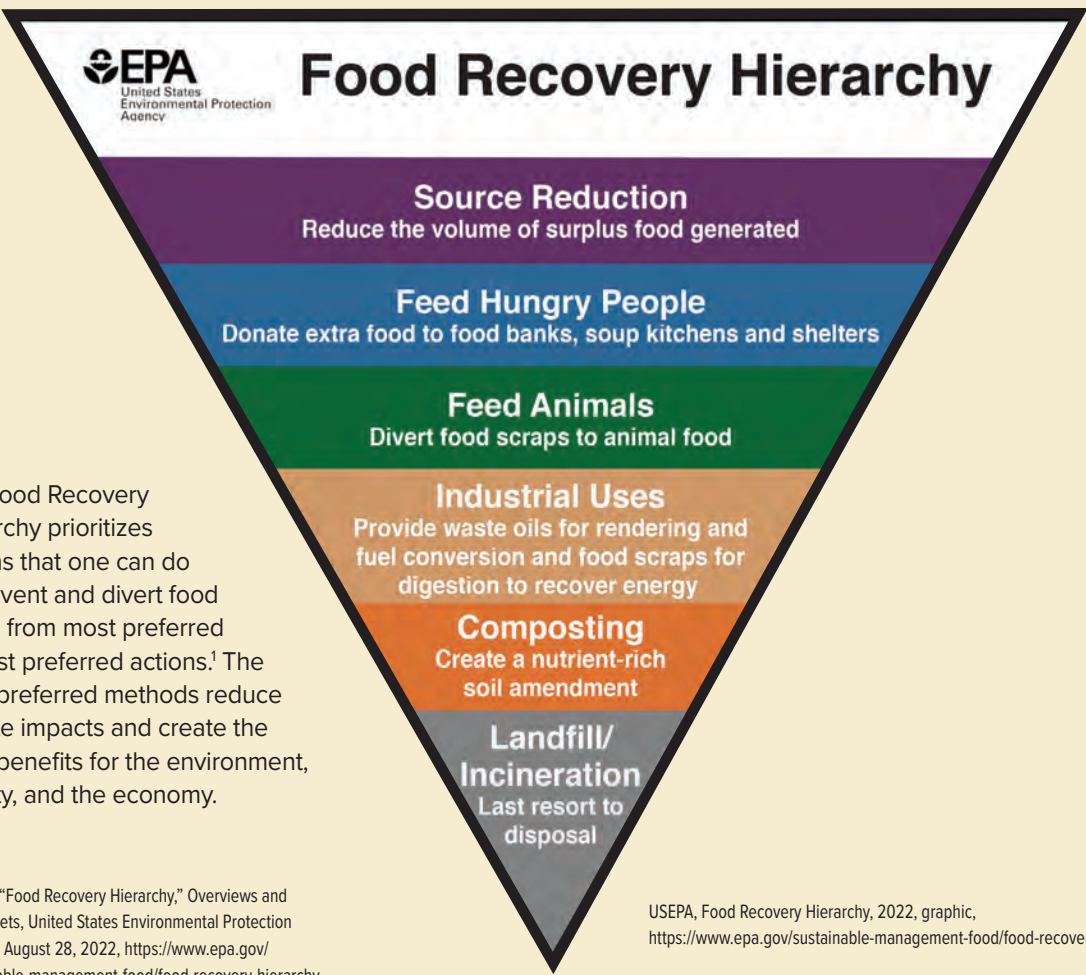 EPA
United States
Environmental Protection
Agency
Food Recovery Hierarchy
Source Reduction
Reduce the volume of surplus food generated
Feed Hungry People
Donate extra food to food banks, soup kitchens and shelters
Feed Animals
Divert food scraps to animal food
Industrial Uses
Provide waste oils for rendering and
fuel conversion and food scraps for
digestion to recover energy
Composting
Create a nutrient-rich
soil amendment
Landfill/
Incineration
Last resort to
disposal
ood Recovery
rchy prioritizes
s that one can do
vent and divert food
from most preferred
st preferred actions.¹ The
preferred methods reduce
e impacts and create the
benefits for the environment,
y, and the economy.
"Food Recovery Hierarchy," Overviews and
ets, United States Environmental Protection
August 28, 2022, https://www.epa.gov/
able-management-food/food-recovery-hierarchy
USEPA, Food Recovery Hierarchy, 2022, graphic,
https://www.epa.gov/sustainable-management-food/food-recove